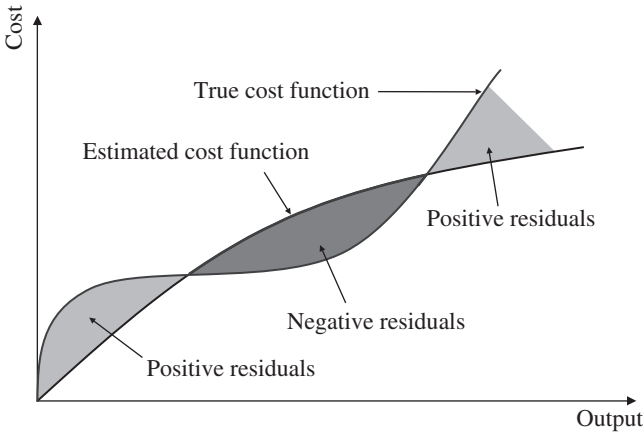 Cost
True cost function
Estimated cost function
Positive residuals
Negative residuals
Positive residuals
Output